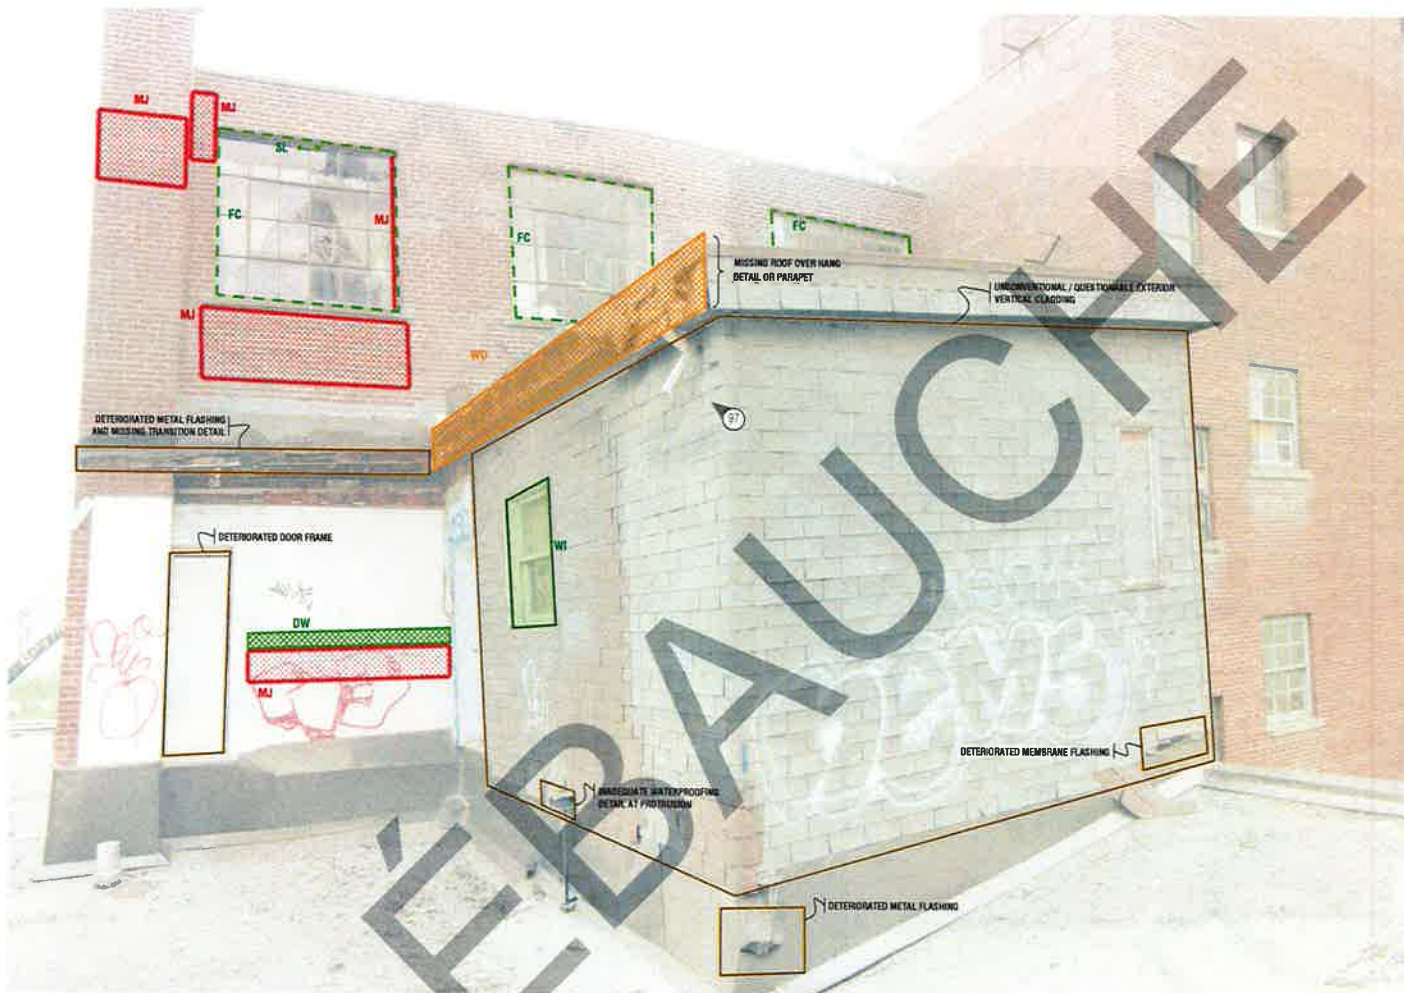 MJ
MJ
SL
FC
MJ
FC
FC
MISSING ROOF OVER HANG
DETAIL OR PARAPET
UNCONVENTIONAL / QUESTIONABLE EXTERIOR
VERTICAL CLADDING
MJ
WD
DETERIORATED METAL FLASHING
AND MISSING TRANSITION DETAIL
97
DETERIORATED DOOR FRAME
WI
DW
MJ
DETERIORATED MEMBRANE FLASHING
INADEQUATE WATERPROOFING
DETAIL AT PROTRUSION
DETERIORATED METAL FLASHING
ÉBAUCHE